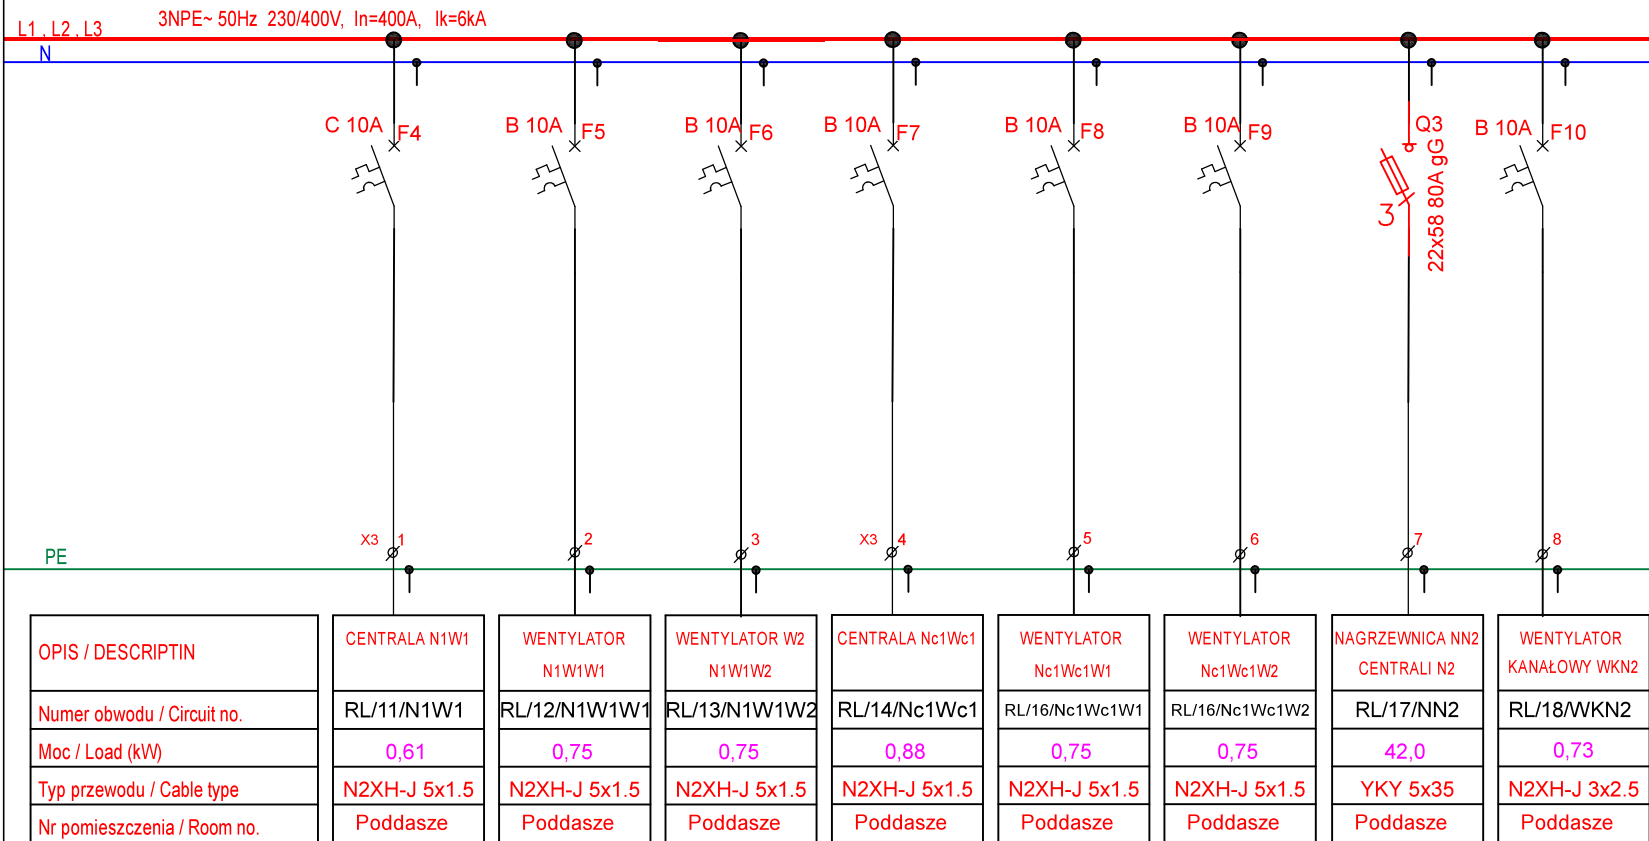 3NPE~ 50Hz 230/400V, In=400A, Ik=6kA
L1 , L2 , L3
N
C 10A F4
B 10A F5
B 10A F6
B 10A F7
B 10A F8
B 10A F9
Q3
22x58 80A gG
3
B 10A F10
X3 1
2
3
X3 4
5
6
7
8
PE
OPIS / DESCRIPTIN
CENTRALA N1W1
WENTYLATOR
N1W1W1
WENTYLATOR W2
N1W1W2
CENTRALA Nc1Wc1
WENTYLATOR
Nc1Wc1W1
WENTYLATOR
Nc1Wc1W2
NAGRZEWNICA NN2
CENTRALI N2
WENTYLATOR
KANAŁOWY WKN2
Numer obwodu / Circuit no.
RL/11/N1W1
RL/12/N1W1W1
RL/13/N1W1W2
RL/14/Nc1Wc1
RL/16/Nc1Wc1W1
RL/16/Nc1Wc1W2
RL/17/NN2
RL/18/WKN2
Moc / Load (kW)
0,61
0,75
0,75
0,88
0,75
0,75
42,0
0,73
Typ przewodu / Cable type
N2XH-J 5x1.5
N2XH-J 5x1.5
N2XH-J 5x1.5
N2XH-J 5x1.5
N2XH-J 5x1.5
N2XH-J 5x1.5
YKY 5x35
N2XH-J 3x2.5
Nr pomieszczenia / Room no.
Poddasze
Poddasze
Poddasze
Poddasze
Poddasze
Poddasze
Poddasze
Poddasze